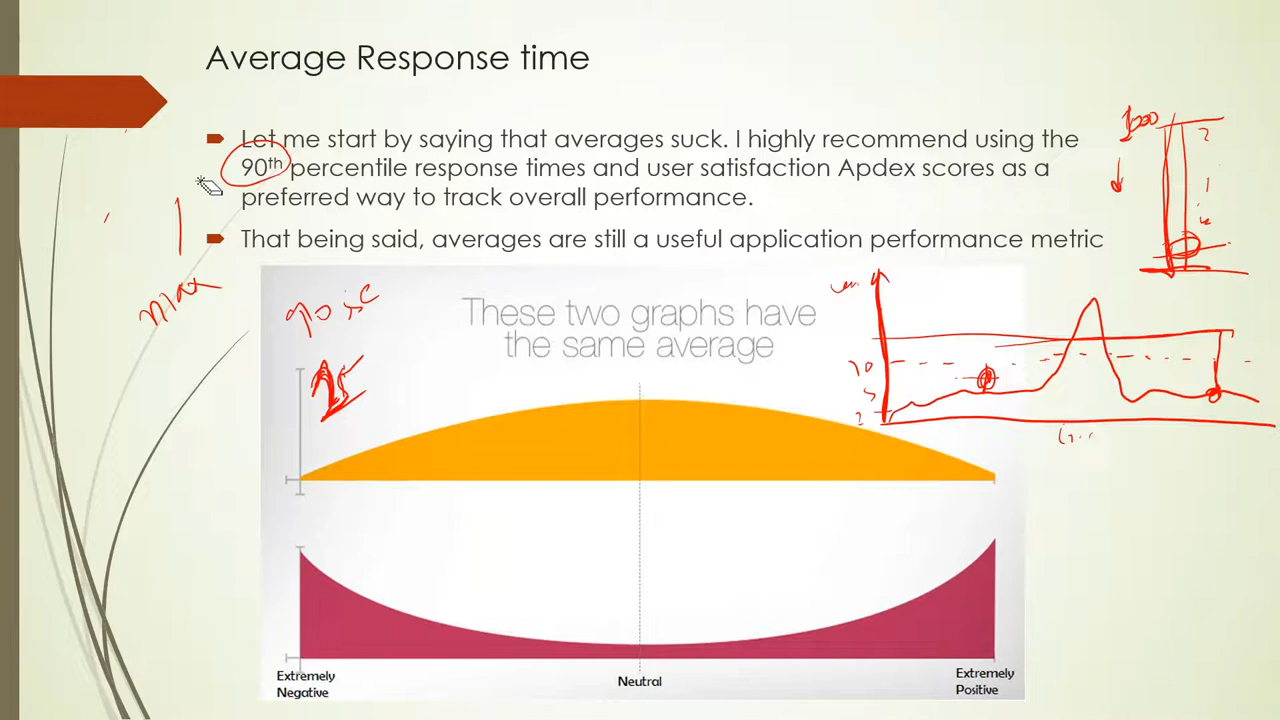 Average Response time
Let me start by saying that averages suck. I highly recommend using the
90th percentile response times and user satisfaction Apdex scores as a
preferred way to track overall performance.
That being said, averages are still a useful application performance metric
max
These two graphs have
the same average
Extremely
Negative
Neutral
Extremely
Positive